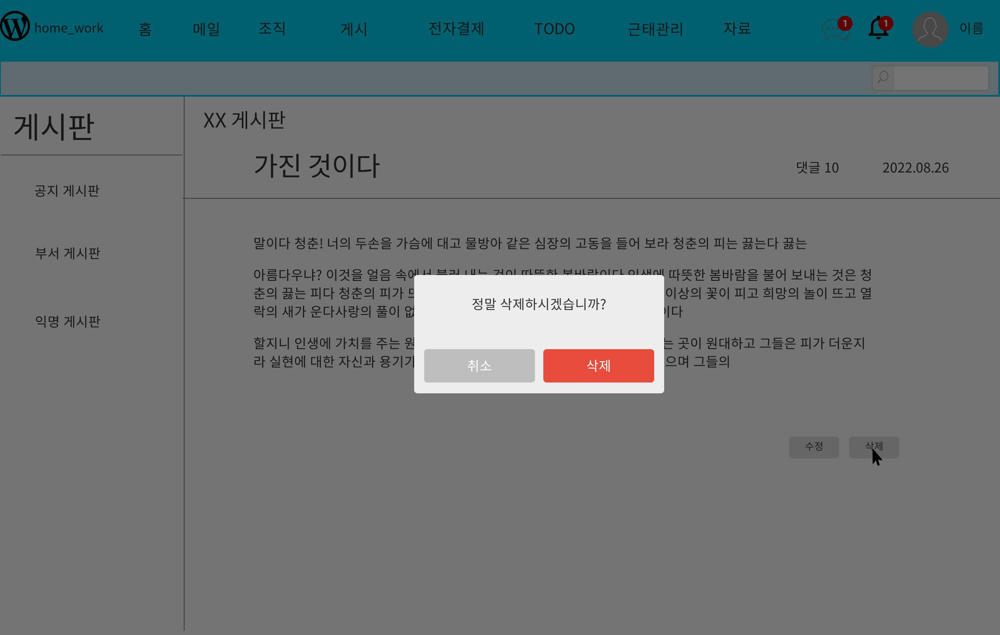 home_work 홈 메일 조직 게시 전자결제 TODO 근태관리 자료 1 1 이름
게시판
XX 게시판
가진 것이다 댓글 10 2022.08.26
공지 게시판
부서 게시판
익명 게시판
말이다 청춘! 너의 두손을 가슴에 대고 물방아 같은 심장의 고동을 들어 보라 청춘의 피는 끓는다 끓는
아름다우냐? 이것을 얼음 속에서 불러 내는 것이 따뜻한 봄바람이다 인생에 따뜻한 봄바람을 불어 보내는 것은 청
춘의 끓는 피다 청춘의 피가 이상의 꽃이 피고 희망의 놀이 뜨고 열
락의 새가 운다사랑의 풀이 이다
할지니 인생에 가치를 주는 는 곳이 원대하고 그들은 피가 더운지
라 실현에 대한 자신과 용기가 으며 그들의
정말 삭제하시겠습니까?
취소 삭제
수정 삭제